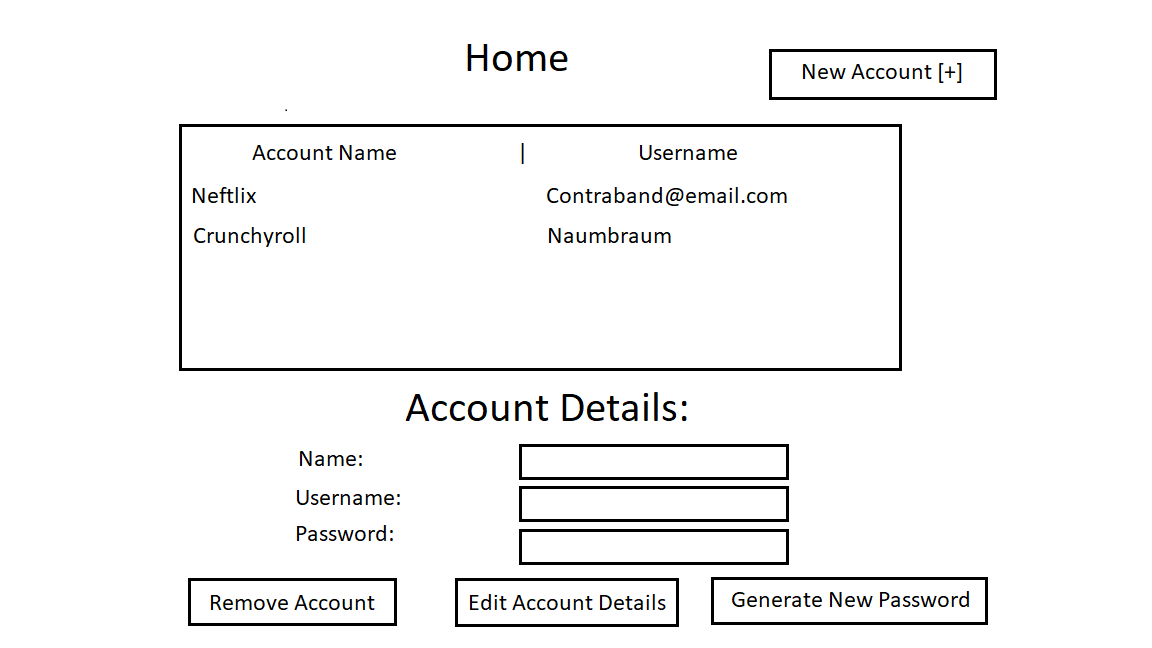 Home
New Account [+]
Account Name | Username
Neftlix Contraband@email.com
Crunchyroll Naumbraum
Account Details:
Name:
Username:
Password:
Remove Account Edit Account Details Generate New Password